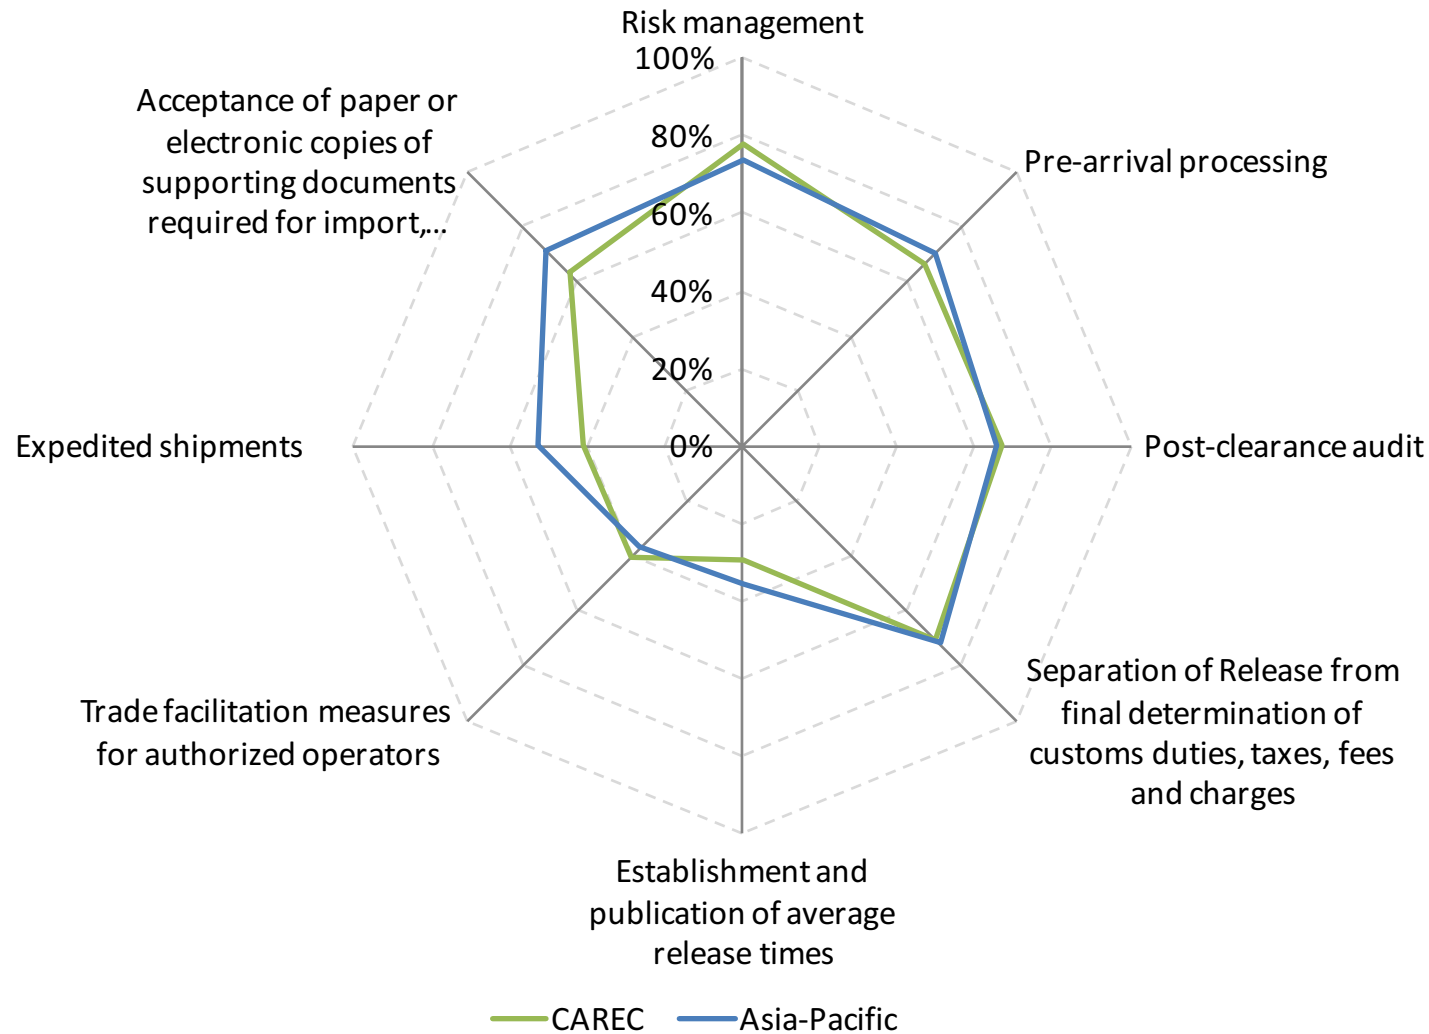 Risk management
100%
80%
60%
40%
20%
0%
Pre-arrival processing
Post-clearance audit
Separation of Release from
final determination of
customs duties, taxes, fees
and charges
Establishment and
publication of average
release times
Trade facilitation measures
for authorized operators
Expedited shipments
Acceptance of paper or
electronic copies of
supporting documents
required for import,...
CAREC
Asia-Pacific